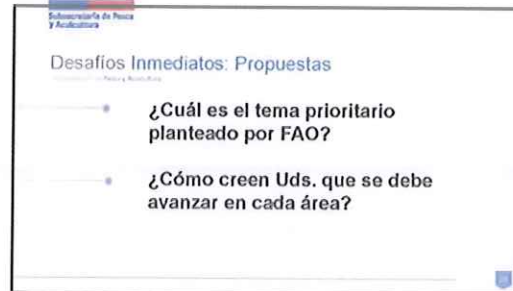 Subsecretaría de Pesca
y Acuicultura
Desafíos Inmediatos: Propuestas
¿Cuál es el tema prioritario
planteado por FAO?
¿Cómo creen Uds. que se debe
avanzar en cada área?